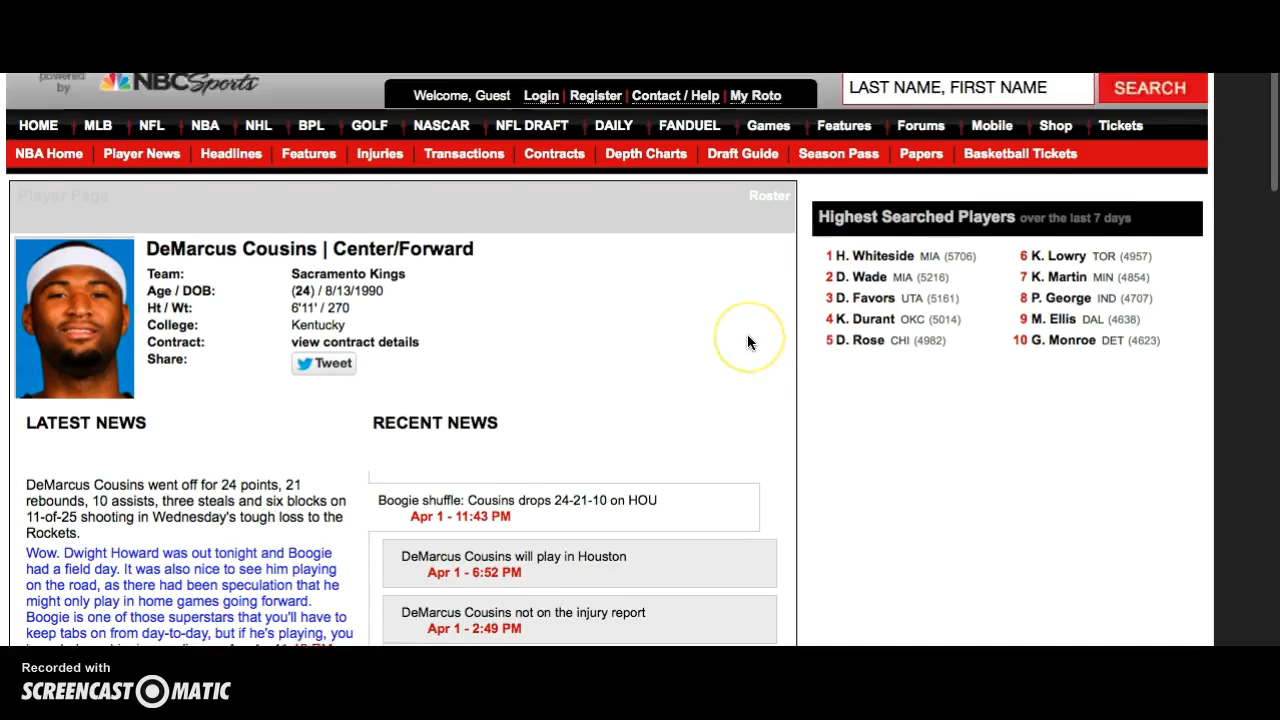 powered
by NBCSports
LAST NAME, FIRST NAME SEARCH
Welcome, Guest Login Register Contact / Help My Roto
HOME MLB NFL NBA NHL BPL GOLF NASCAR NFL DRAFT DAILY FANDUEL Games Features Forums Mobile Shop Tickets
NBA Home Player News Headlines Features Injuries Transactions Contracts Depth Charts Draft Guide Season Pass Papers Basketball Tickets
Player Page Roster
DeMarcus Cousins | Center/Forward
Team: Sacramento Kings
Age / DOB: (24) / 8/13/1990
Ht / Wt: 6'11' / 270
College: Kentucky
Contract: view contract details
Share: Tweet
Highest Searched Players over the last 7 days
1 H. Whiteside MIA (5706) 6 K. Lowry TOR (4957)
2 D. Wade MIA (5216) 7 K. Martin MIN (4854)
3 D. Favors UTA (5161) 8 P. George IND (4707)
4 K. Durant OKC (5014) 9 M. Ellis DAL (4638)
5 D. Rose CHI (4982) 10 G. Monroe DET (4623)
LATEST NEWS
DeMarcus Cousins went off for 24 points, 21
rebounds, 10 assists, three steals and six blocks on
11-of-25 shooting in Wednesday's tough loss to the
Rockets.
Wow. Dwight Howard was out tonight and Boogie
had a field day. It was also nice to see him playing
on the road, as there had been speculation that he
might only play in home games going forward.
Boogie is one of those superstars that you'll have to
keep tabs on from day-to-day, but if he's playing, you
RECENT NEWS
Boogie shuffle: Cousins drops 24-21-10 on HOU
Apr 1 - 11:43 PM
DeMarcus Cousins will play in Houston
Apr 1 - 6:52 PM
DeMarcus Cousins not on the injury report
Apr 1 - 2:49 PM
Recorded with
SCREENCAST MATIC